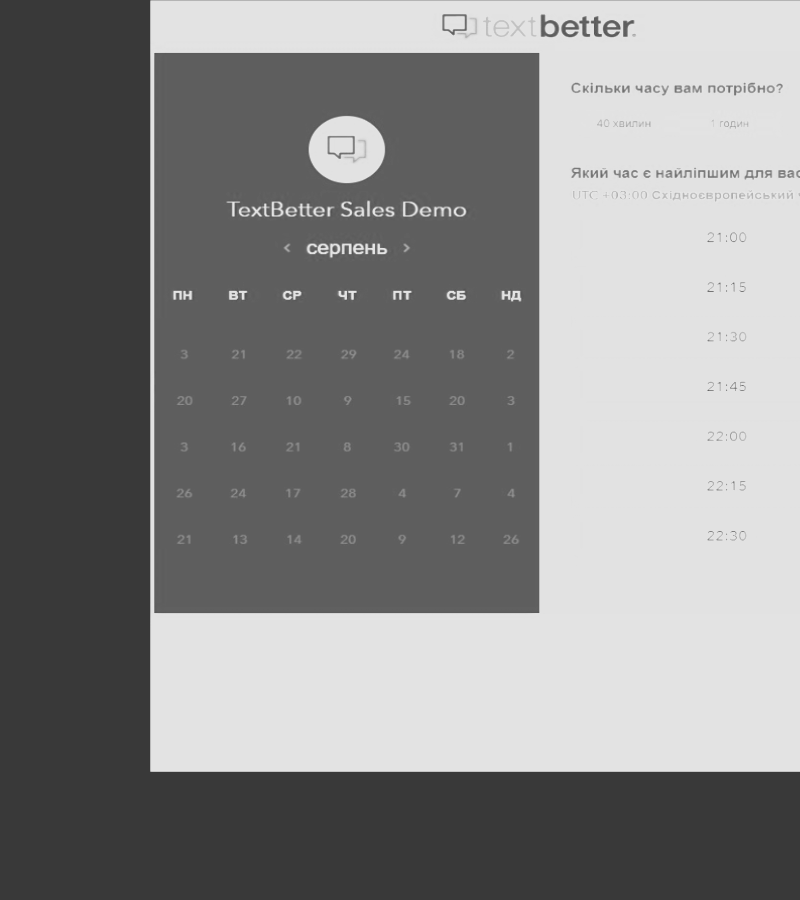 textbetter.
TextBetter Sales Demo
< серпень >
ПН ВТ СР ЧТ ПТ СБ НД
3 21 22 29 24 18 2
20 27 10 9 15 20 3
3 16 21 8 30 31 1
26 24 17 28 4 7 4
21 13 14 20 9 12 26
Скільки часу вам потрібно?
40 хвилин 1 годин
Який час є найліпшим для вас
UTC +03:00 Східноєвропейський
21:00
21:15
21:30
21:45
22:00
22:15
22:30